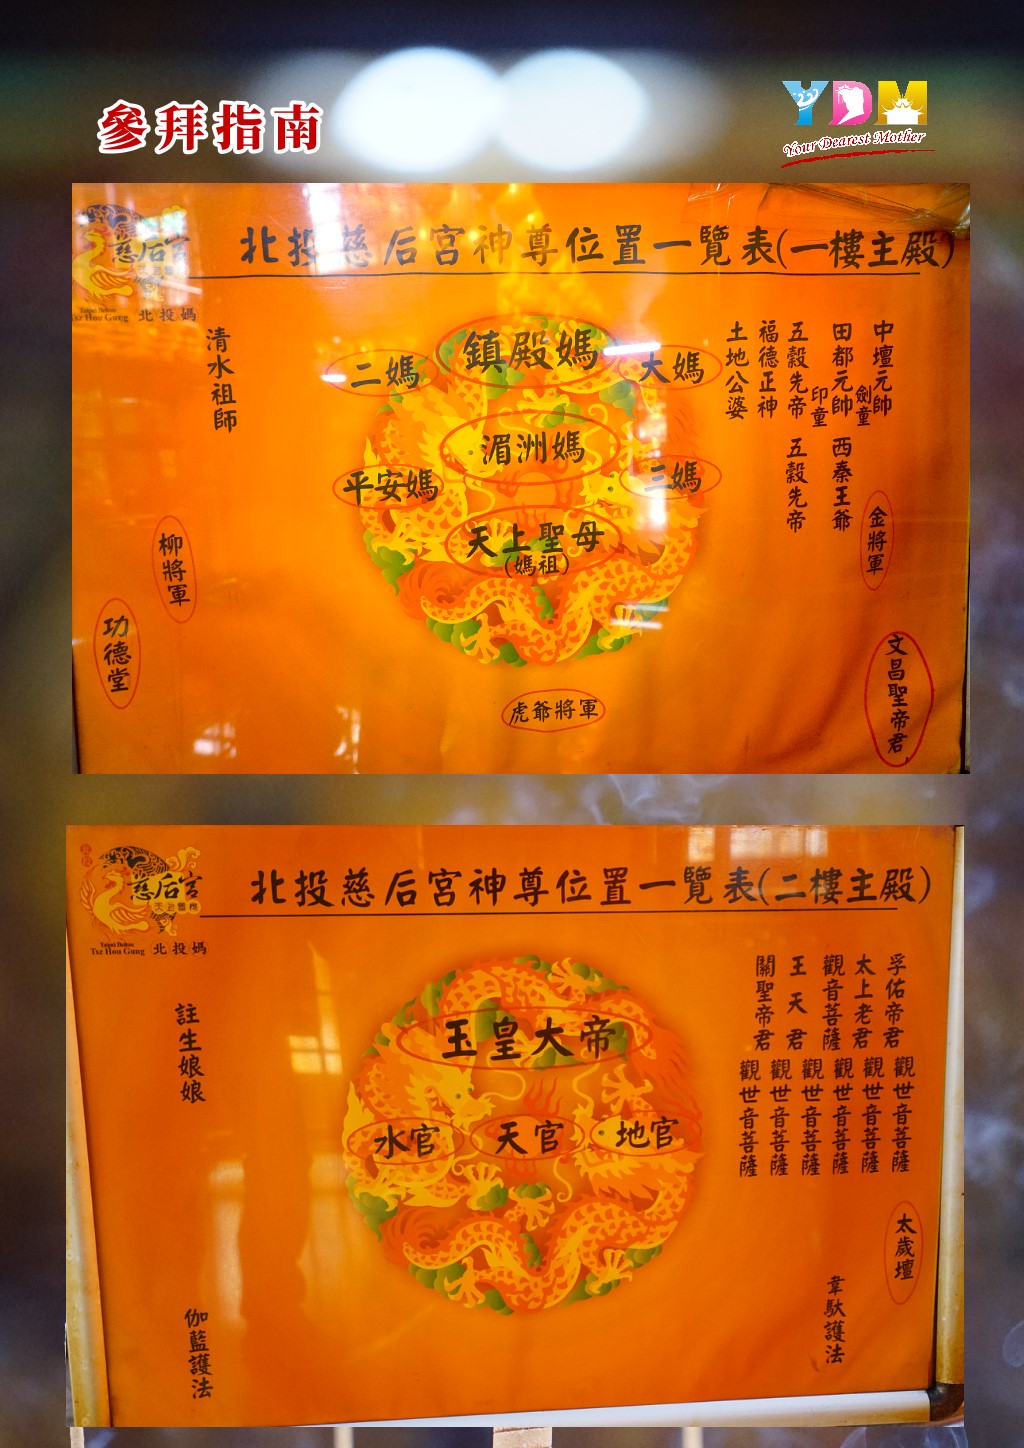 參拜指南
YDM
Your Dearest Mother
慈后宮
Taipei Beitou
Tsz Hou Gung 北投媽
北投慈后宮神尊位置一覽表(一樓主殿)
清水祖師
二媽
鎮殿媽
大媽
湄洲媽
平安媽
三媽
天上聖母
(媽祖)
土地公婆
福德正神
五穀先帝
五穀先帝
印童
田都元帥
西秦王爺
劍童
中壇元帥
金將軍
柳將軍
功德堂
虎爺將軍
文昌聖帝君
慈后宮
Taipei Beitou
Tsz Hou Gung 北投媽
北投慈后宮神尊位置一覽表(二樓主殿)
註生娘娘
玉皇大帝
水官
天官
地官
關聖帝君
王天君
觀音菩薩
太上老君
孚佑帝君
觀世音菩薩
觀世音菩薩
觀世音菩薩
觀世音菩薩
觀世音菩薩
觀世音菩薩
太歲壇
韋馱護法
伽藍護法